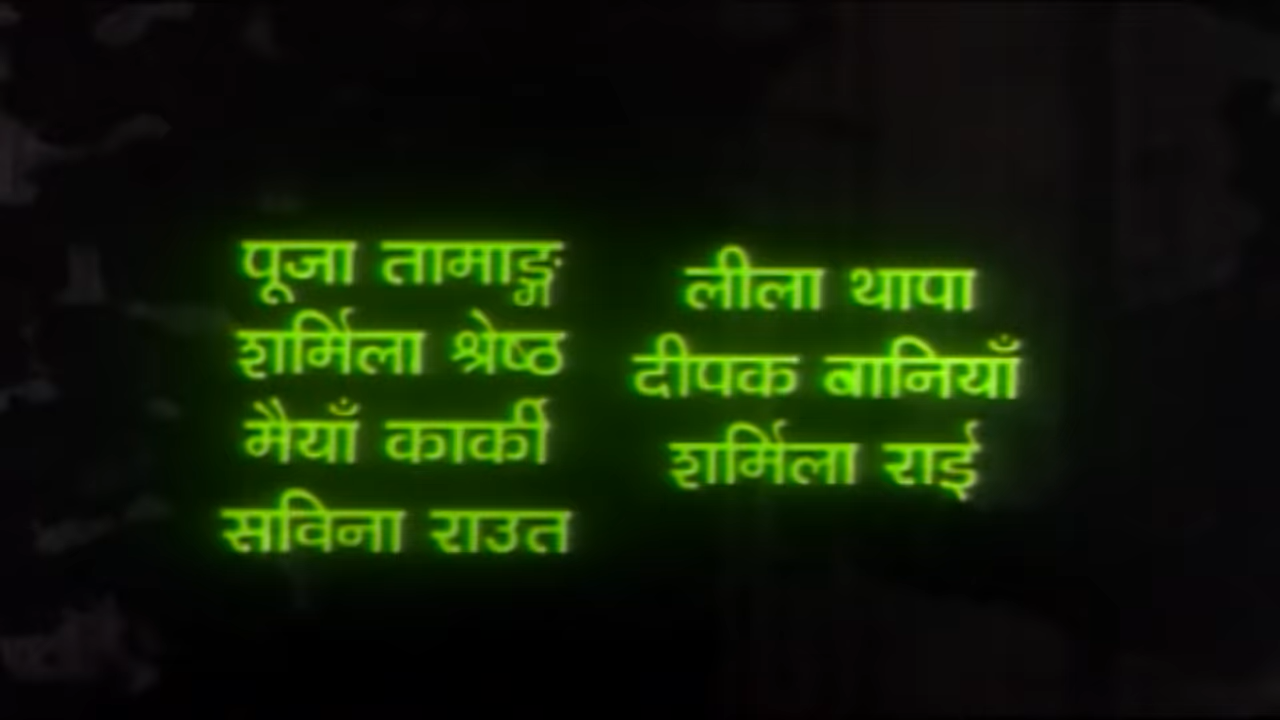 पूजा तामाङ्ग
शर्मिला श्रेष्ठ
मैयाँ कार्की
सविना राउत
लीला थापा
दीपक बानियाँ
शर्मिला राई